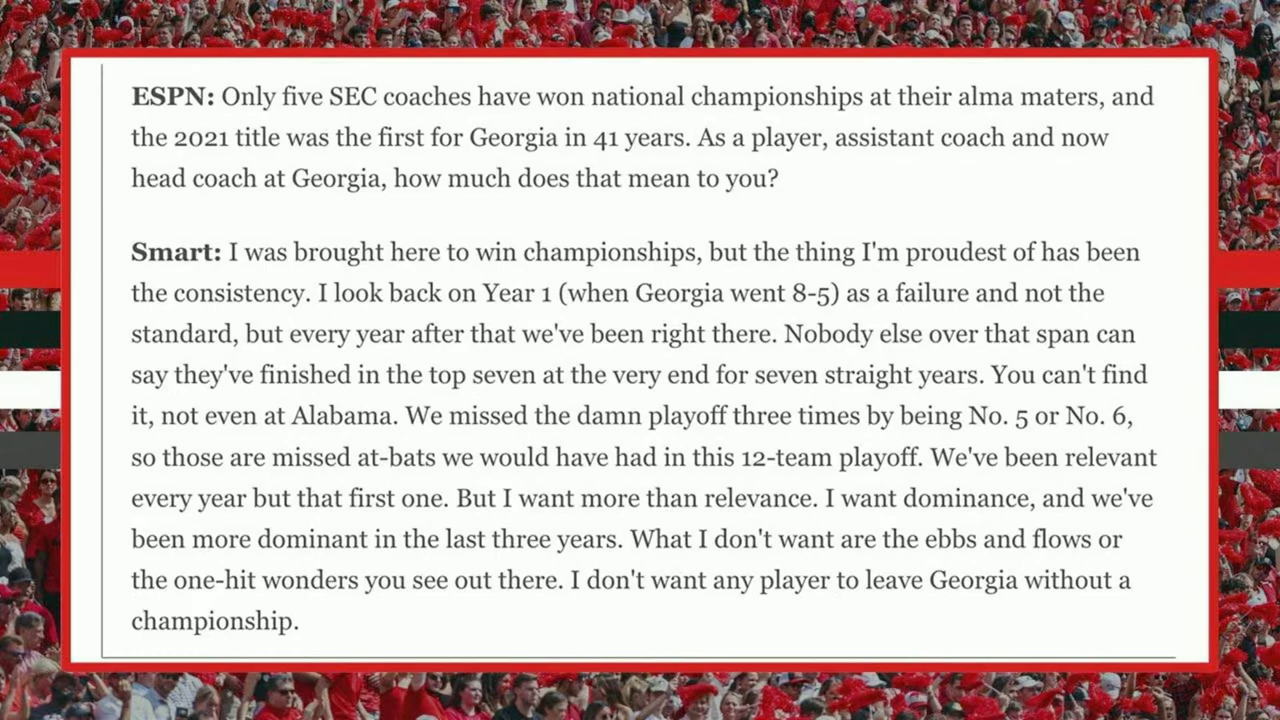 ESPN: Only five SEC coaches have won national championships at their alma maters, and
the 2021 title was the first for Georgia in 41 years. As a player, assistant coach and now
head coach at Georgia, how much does that mean to you?
Smart: I was brought here to win championships, but the thing I'm proudest of has been
the consistency. I look back on Year 1 (when Georgia went 8-5) as a failure and not the
standard, but every year after that we've been right there. Nobody else over that span can
say they've finished in the top seven at the very end for seven straight years. You can't find
it, not even at Alabama. We missed the damn playoff three times by being No. 5 or No. 6,
so those are missed at-bats we would have had in this 12-team playoff. We've been relevant
every year but that first one. But I want more than relevance. I want dominance, and we've
been more dominant in the last three years. What I don't want are the ebbs and flows or
the one-hit wonders you see out there. I don't want any player to leave Georgia without a
championship.